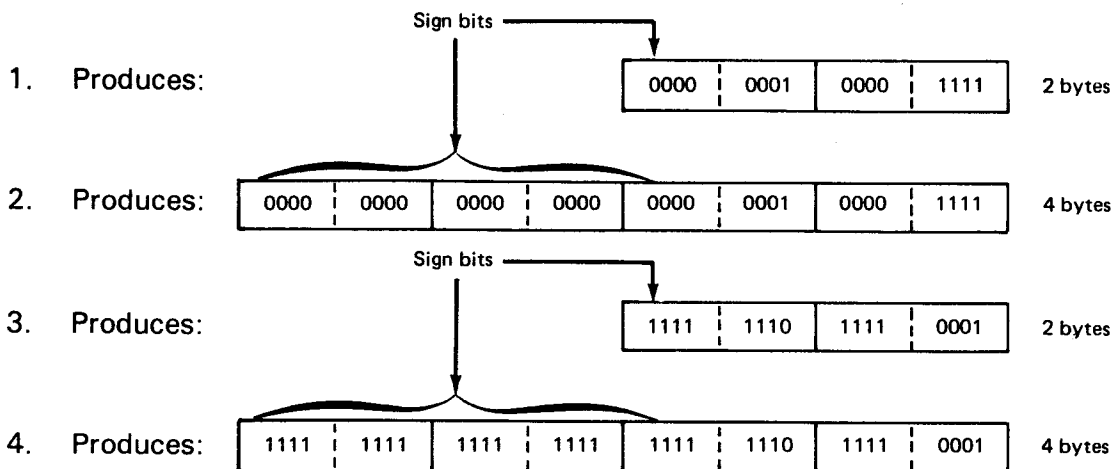 Sign bits
1. Produces: 0000 0001 0000 1111 2 bytes
2. Produces: 0000 0000 0000 0000 0000 0001 0000 1111 4 bytes
Sign bits
3. Produces: 1111 1110 1111 0001 2 bytes
4. Produces: 1111 1111 1111 1111 1111 1110 1111 0001 4 bytes